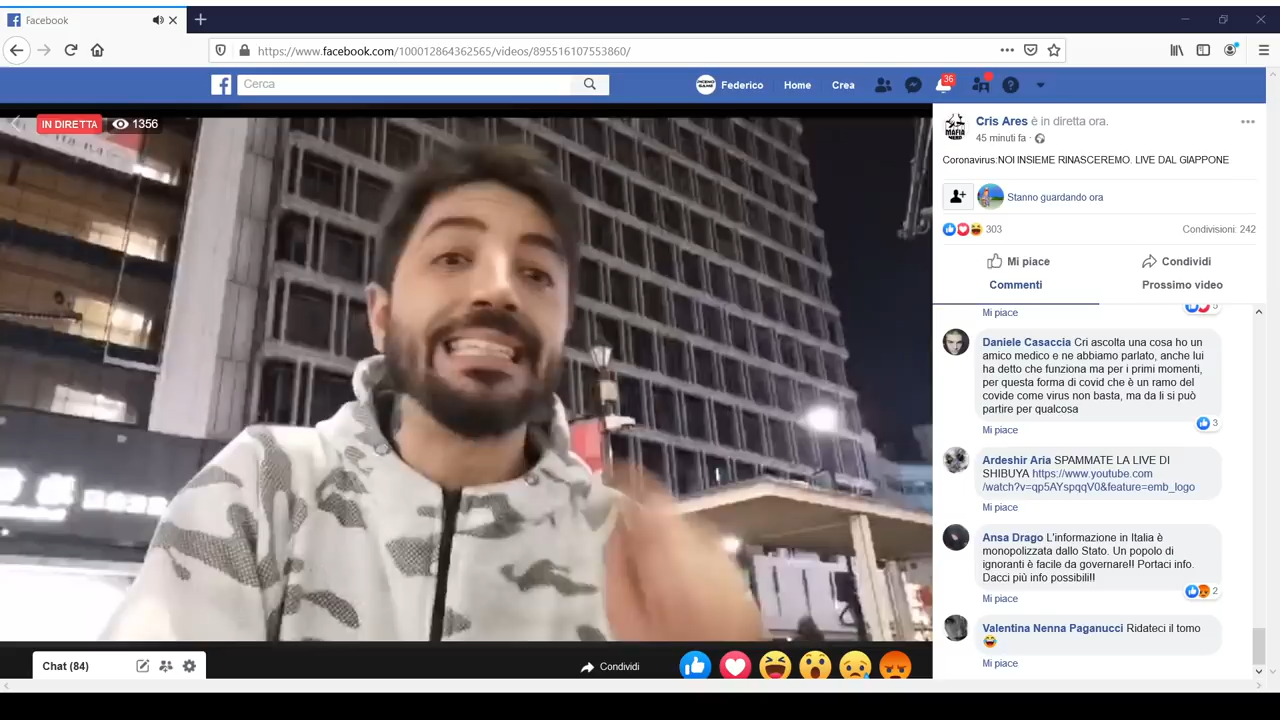 Facebook
https://www.facebook.com/100012864362565/videos/895516107553860/
Cerca
Federico
Home
Crea
36
IN DIRETTA
1356
MAFIA
Cris Ares è in diretta ora.
45 minuti fa ·
Coronavirus:NOI INSIEME RINASCEREMO. LIVE DAL GIAPPONE
Stanno guardando ora
303
Condivisioni: 242
Mi piace
Condividi
Commenti
Prossimo video
5
Mi piace
Daniele Casaccia Cri ascolta una cosa ho un
amico medico e ne abbiamo parlato, anche lui
ha detto che funziona ma per i primi momenti,
per questa forma di covid che è un ramo del
covide come virus non basta, ma da li si può
partire per qualcosa
3
Mi piace
Ardeshir Aria SPAMMATE LA LIVE DI
SHIBUYA https://www.youtube.com
/watch?v=qp5AYspqqV0&feature=emb_logo
Mi piace
Ansa Drago L'informazione in Italia è
monopolizzata dallo Stato. Un popolo di
ignoranti è facile da governare!! Portaci info.
Dacci più info possibili!!
2
Mi piace
Valentina Nenna Paganucci Ridateci il tomo
😂
Mi piace
Chat (84)
Condividi